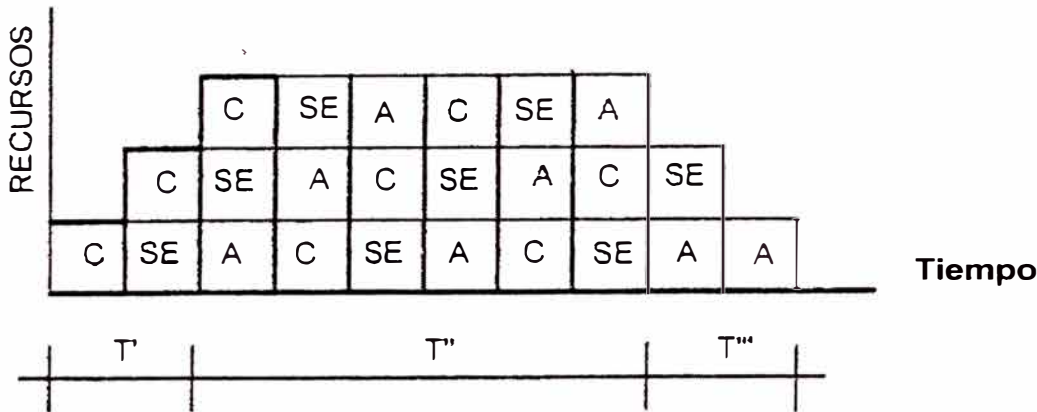 RECURSOS
C SE A C SE A
C SE A C SE A C SE
C SE A C SE A C SE A A
Tiempo
T' T" T"'